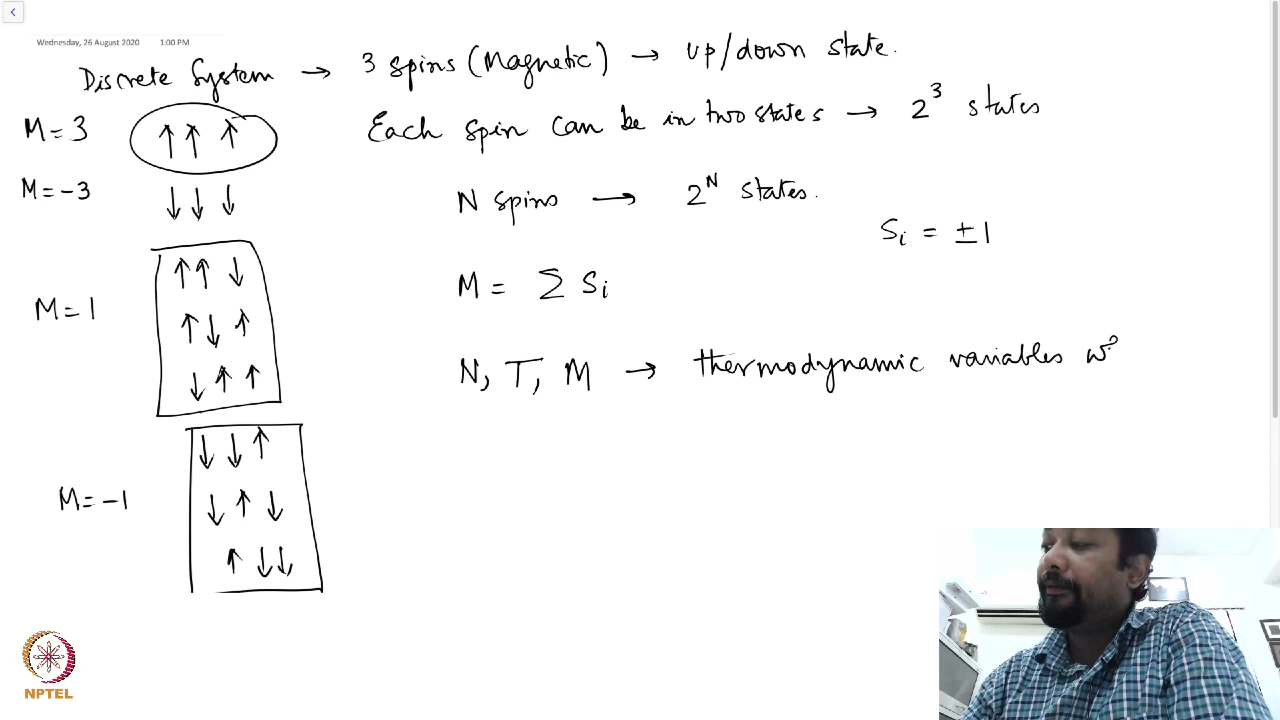 Wednesday, 26 August 2020 1:00 PM
Discrete System → 3 spins (Magnetic) → up/down state.
M = 3 ↑↑ ↑
Each spin can be in two states → 2³ states
M = -3 ↓↓ ↓
N spins → 2ᴺ states.
Sᵢ = ±1
M = Σ Sᵢ
M = 1
↑↑ ↓
↑↓ ↑
↓↑ ↑
N, T, M → thermodynamic variables
M = -1
↓ ↓ ↑
↓ ↑ ↓
↑ ↓↓
NPTEL